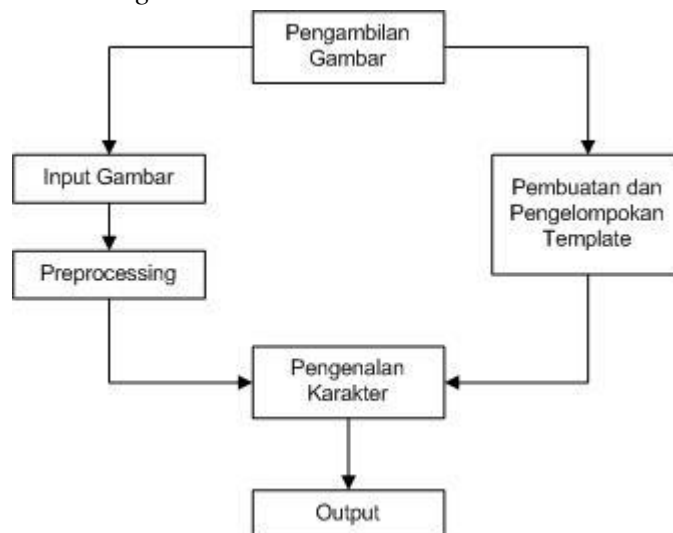 Pengambilan
Gambar
Input Gambar
Preprocessing
Pembuatan dan
Pengelompokan
Template
Pengenalan
Karakter
Output